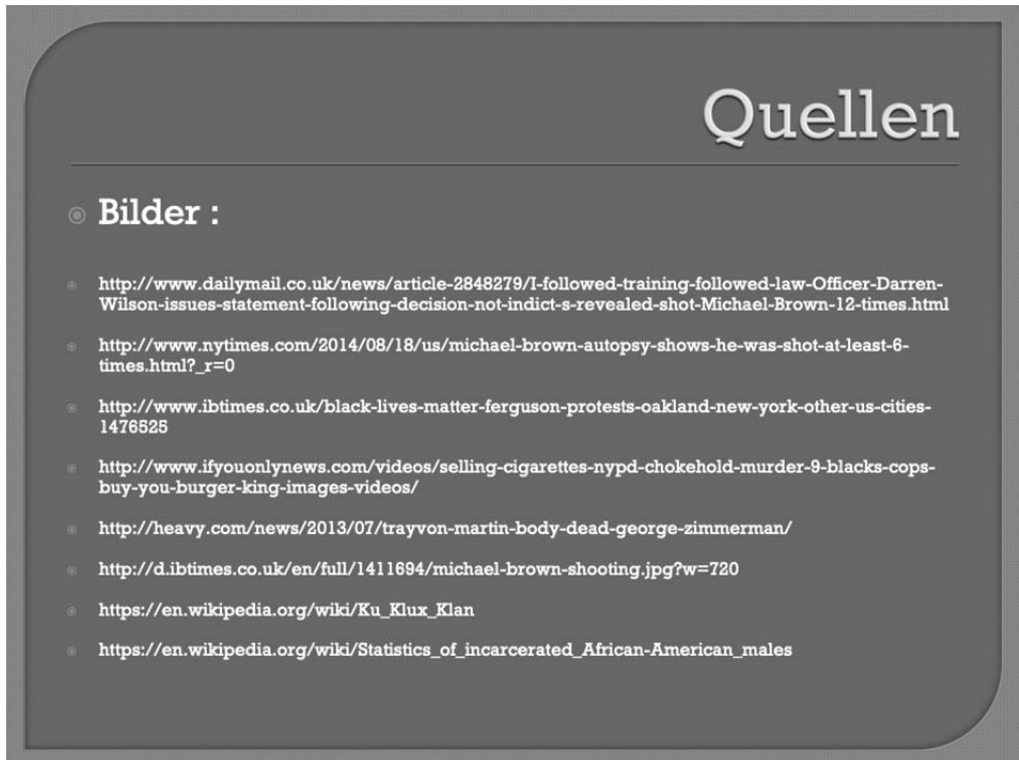 Quellen
Bilder :
http://www.dailymail.co.uk/news/article-2848279/I-followed-training-followed-law-Officer-Darren-
Wilson-issues-statement-following-decision-not-indict-s-revealed-shot-Michael-Brown-12-times.html
http://www.nytimes.com/2014/08/18/us/michael-brown-autopsy-shows-he-was-shot-at-least-6-
times.html?_r=0
http://www.ibtimes.co.uk/black-lives-matter-ferguson-protests-oakland-new-york-other-us-cities-
1476525
http://www.ifyouonlynews.com/videos/selling-cigarettes-nypd-chokehold-murder-9-blacks-cops-
buy-you-burger-king-images-videos/
http://heavy.com/news/2013/07/trayvon-martin-body-dead-george-zimmerman/
http://d.ibtimes.co.uk/en/full/1411694/michael-brown-shooting.jpg?w=720
https://en.wikipedia.org/wiki/Ku_Klux_Klan
https://en.wikipedia.org/wiki/Statistics_of_incarcerated_African-American_males